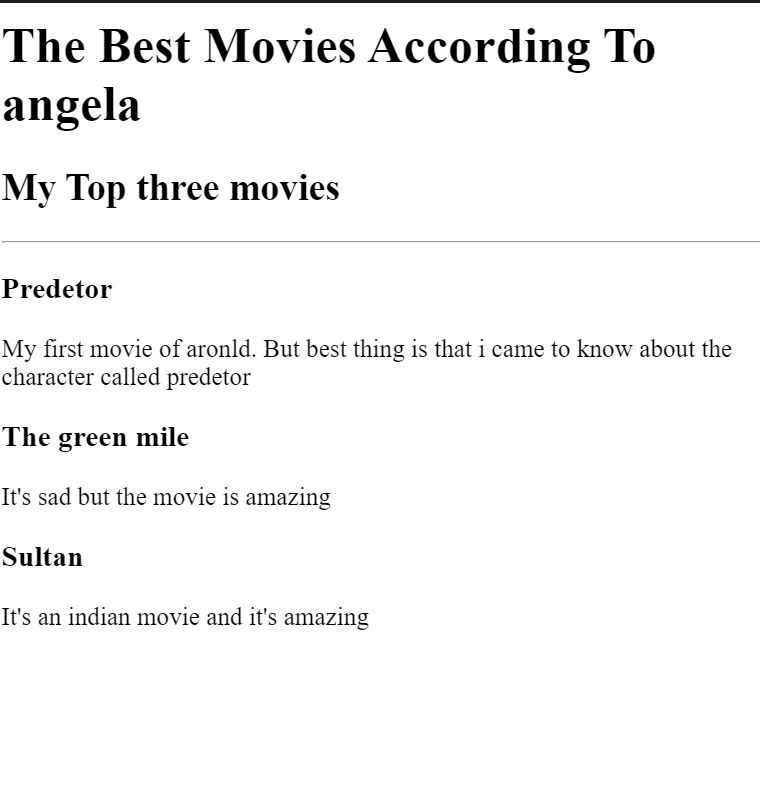 The Best Movies According To
angela
My Top three movies
Predetor
My first movie of aronld. But best thing is that i came to know about the
character called predetor
The green mile
It's sad but the movie is amazing
Sultan
It's an indian movie and it's amazing